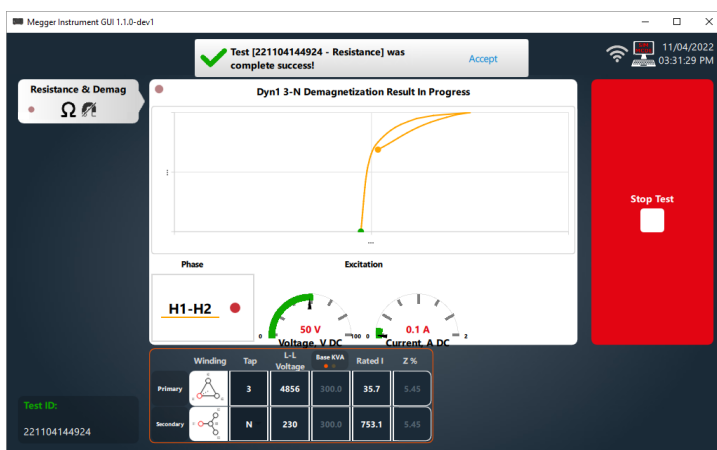 Megger Instrument GUI 1.1.0-dev1
Test [221104144924 - Resistance] was
complete success!
Accept
11/04/2022
03:31:29 PM
Resistance & Demag
Ω
Dyn1 3-N Demagnetization Result In Progress
...
...
Stop Test
Phase
Excitation
H1-H2
0
50 V
100
Voltage, V DC
0
0.1 A
2
Current, A DC
Winding
Tap
L-L
Voltage
Base KVA
Rated I
Z %
Primary
3
4856
300.0
35.7
5.45
Secondary
N
230
300.0
753.1
5.45
Test ID:
221104144924